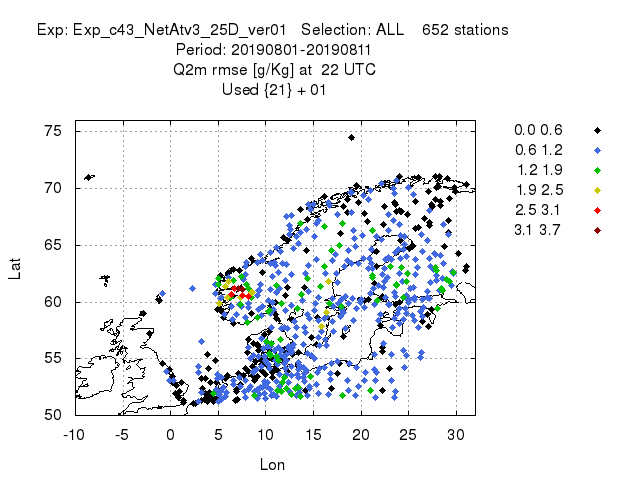 Exp: Exp_c43_NetAtv3_25D_ver01   Selection: ALL    652 stations
Period: 20190801-20190811
Q2m rmse [g/Kg] at  22 UTC
Used {21} + 01
75
70
65
60
55
50
Lat
-10 -5 0 5 10 15 20 25 30
Lon
0.0 0.6
0.6 1.2
1.2 1.9
1.9 2.5
2.5 3.1
3.1 3.7